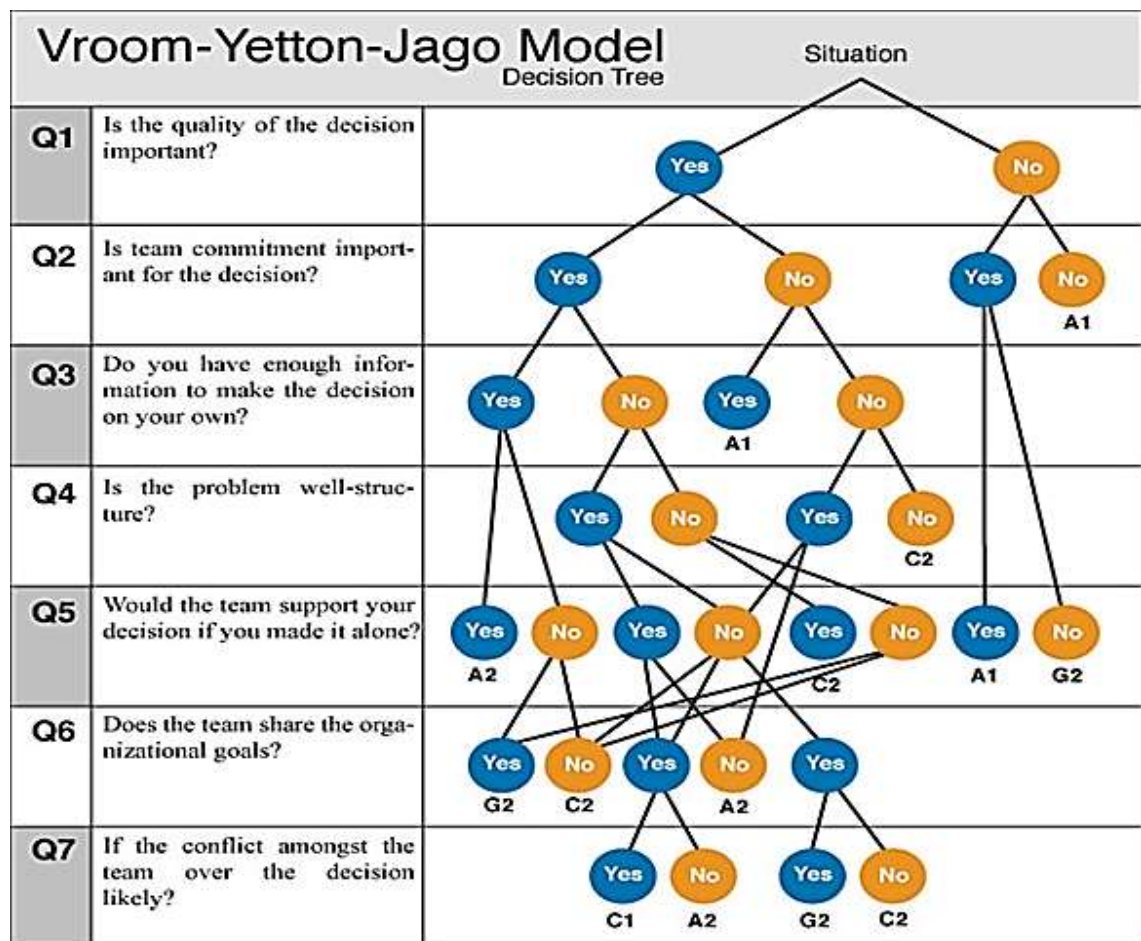 Vroom-Yetton-Jago Model
Decision Tree
Situation
Q1
Is the quality of the decision
important?
Yes
No
Q2
Is team commitment import-
ant for the decision?
Yes
No
Yes
No
A1
Q3
Do you have enough infor-
mation to make the decision
on your own?
Yes
No
Yes
No
A1
Q4
Is the problem well-struc-
ture?
Yes
No
Yes
No
C2
Q5
Would the team support your
decision if you made it alone?
Yes
No
Yes
No
Yes
No
Yes
No
A2
C2
A1
G2
Q6
Does the team share the orga-
nizational goals?
Yes
No
Yes
No
Yes
G2
C2
A2
Q7
If the conflict amongst the
team over the decision
likely?
Yes
No
Yes
No
C1
A2
G2
C2